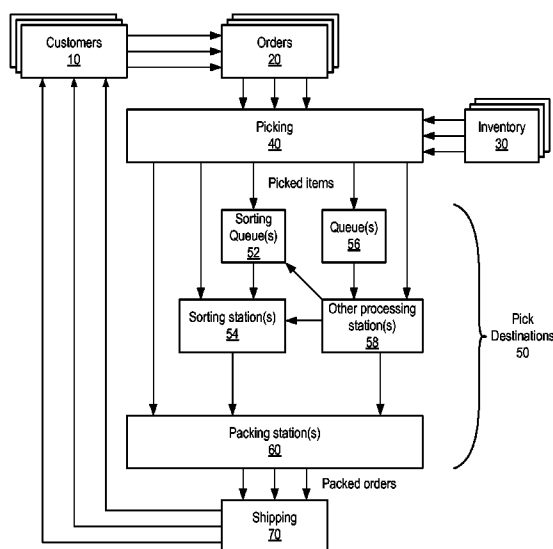 Customers
10
Orders
20
Picking
40
Inventory
30
Picked items
Sorting
Queue(s)
52
Queue(s)
56
Sorting station(s)
54
Other processing
station(s)
58
Pick
Destinations
50
Packing station(s)
60
Packed orders
Shipping
70